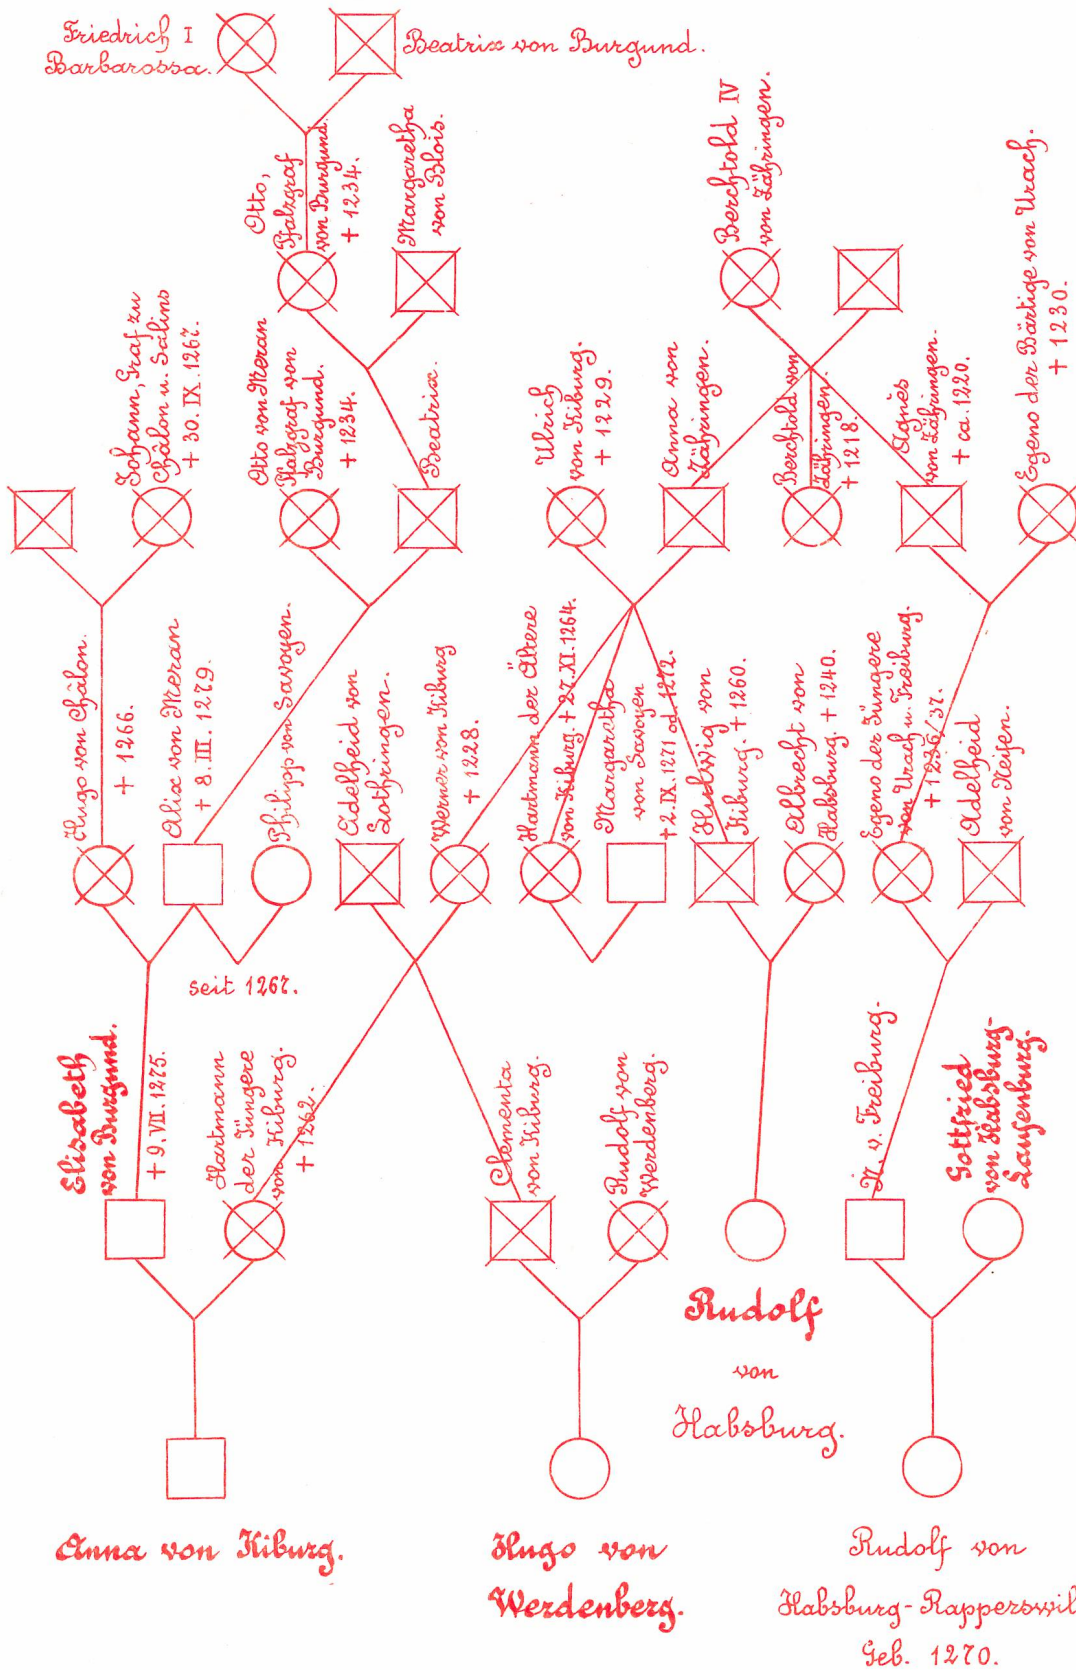 Friedrich I
Barbarossa.
Beatrix von Burgund.
Otto,
Pfalzgraf
von Burgund.
+ 1234.
Margaretha
von Blois.
Berchtold IV
von Zähringen.
Johann, Graf zu
Châlon u. Salins
+ 30. IX. 1267.
Otto von Meran
Pfalzgraf von
Burgund.
+ 1234.
Beatrix.
Ulrich
von Kiburg.
+ 1229.
Anna von
Zähringen.
Berchtold von
Zähringen.
+ 1218.
Agnes
von Zähringen.
+ ca. 1220.
Egeno der Bärtige von Urach.
+ 1230.
Hugo von Châlon.
+ 1266.
Alix von Meran
+ 8. III. 1279.
Philipp von Savoyen.
Eidelheid von
Lothringen.
Werner von Kiburg
+ 1228.
Hartmann der Ältere
von Kiburg. + 27. XI. 1264.
Margaretha
von Savoyen
+ 2. IX. 1271 od. 1272.
Heilwig von
Kiburg. + 1260.
Albrecht von
Habsburg. + 1240.
Egeno der Jüngere
von Urach u. Freiburg.
+ 1236/37.
Adelheid
von Neifen.
seit 1267.
Elisabeth
von Burgund.
+ 9. VII. 1275.
Hartmann
der Jüngere
von Kiburg.
+ 1262.
Clementa
von Kiburg.
Rudolf von
Werdenberg.
N. v. Freiburg.
Gottfried
von Habsburg-
Laufenburg.
Rudolf
von
Habsburg.
Anna von Kiburg.
Hugo von
Werdenberg.
Rudolf von
Habsburg-Rapperswil
Geb. 1270.